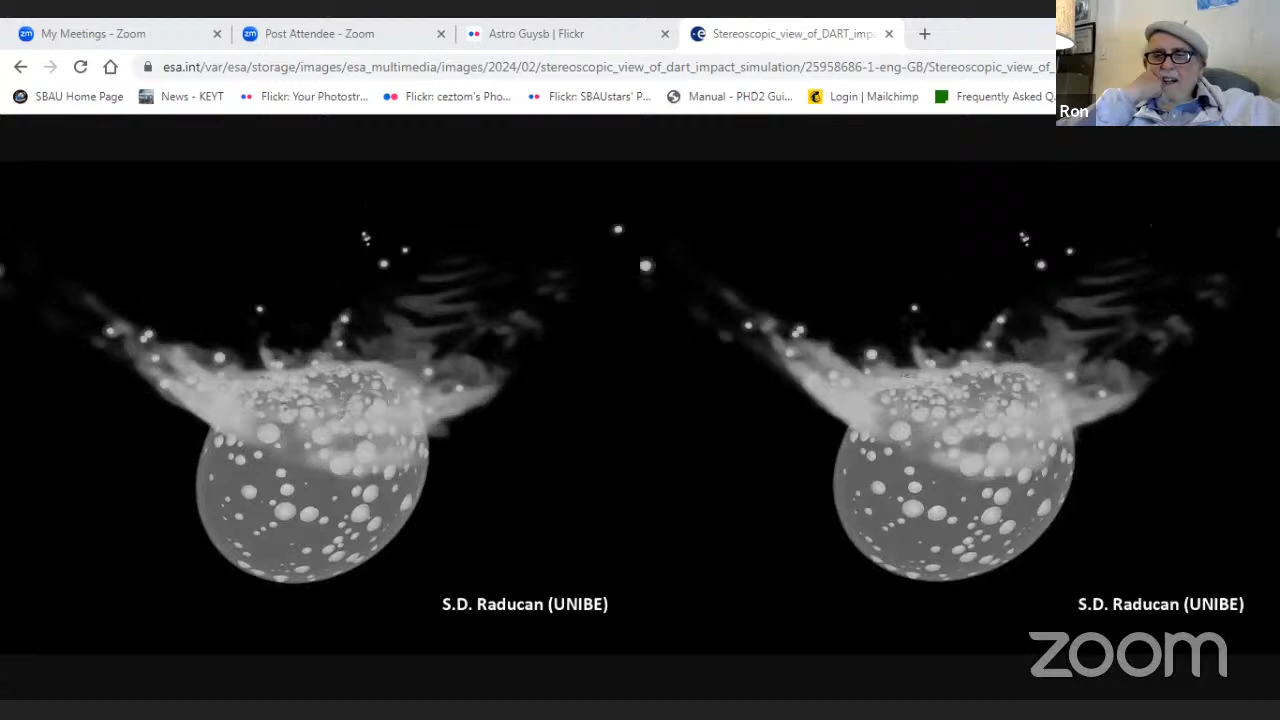 My Meetings - Zoom
Post Attendee - Zoom
Astro Guysb | Flickr
Stereoscopic_view_of_DART_imp
esa.int/var/esa/storage/images/esa_multimedia/images/2024/02/stereoscopic_view_of_dart_impact_simulation/25958686-1-eng-GB/Stereoscopic_view_of_
SBAU Home Page
News - KEYT
Flickr: Your Photostr...
Flickr: ceztom's Pho...
Flickr: SBAUstars' P...
Manual - PHD2 Gui...
Login | Mailchimp
Frequently Asked Q
Ron
S.D. Raducan (UNIBE)
S.D. Raducan (UNIBE)
zoom